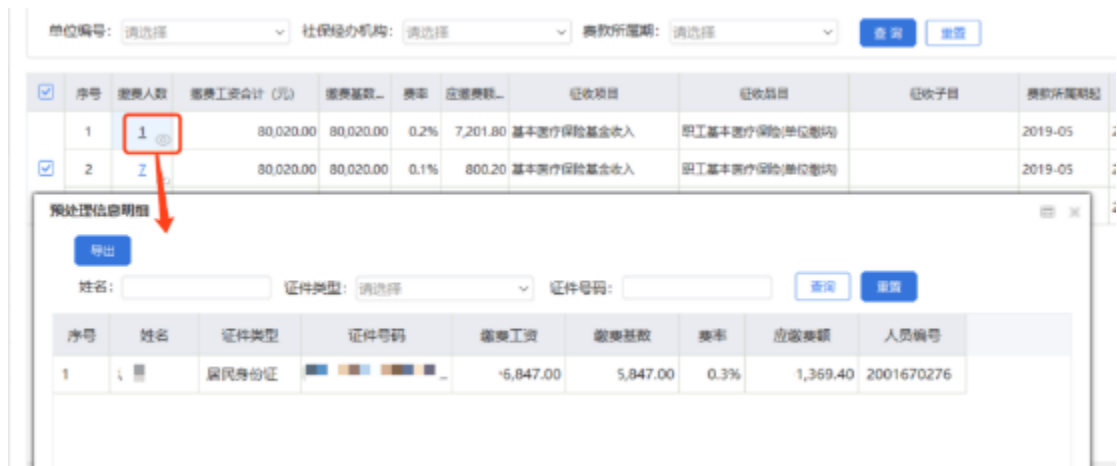 单位编号: 请选择 社保经办机构: 请选择 费款所属期: 请选择 查询 重置
序号 缴费人数 缴费工资合计（元） 缴费基数... 费率 应缴费额... 征收项目 征收品目 征收子目 费款所属期起
1 1 80,020.00 80,020.00 0.2% 7,201.80 基本医疗保险基金收入 职工基本医疗保险(单位缴纳) 2019-05
2 7 80,020.00 80,020.00 0.1% 800.20 基本医疗保险基金收入 职工基本医疗保险(单位缴纳) 2019-05
预处理信息明细
导出
姓名: 证件类型: 请选择 证件号码: 查询 重置
序号 姓名 证件类型 证件号码 缴费工资 缴费基数 费率 应缴费额 人员编号
1 居民身份证 6,847.00 5,847.00 0.3% 1,369.40 2001670276